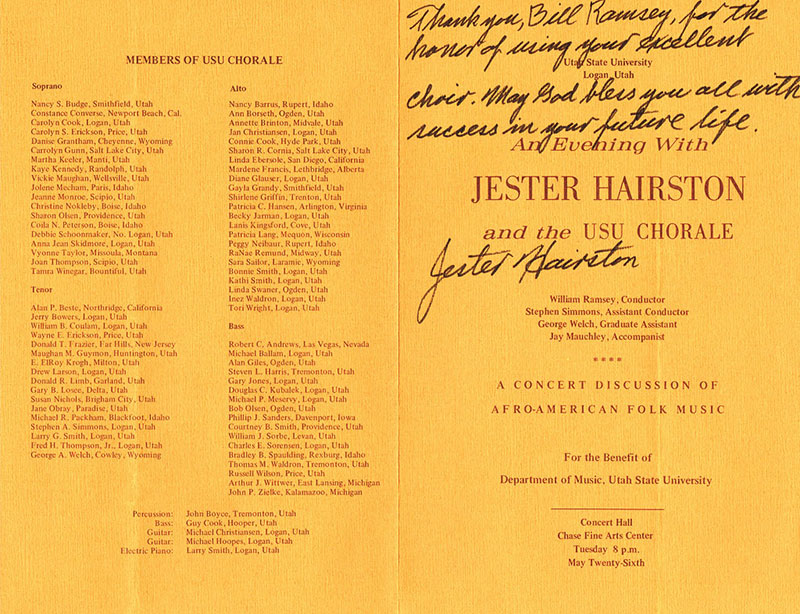 MEMBERS OF USU CHORALE
Soprano
Nancy S. Budge, Smithfield, Utah
Constance Converse, Newport Beach, Cal.
Carolyn Cook, Logan, Utah
Carolyn S. Erickson, Price, Utah
Danise Grantham, Cheyenne, Wyoming
Carrolyn Gunn, Salt Lake City, Utah
Martha Keeler, Manti, Utah
Kaye Kennedy, Randolph, Utah
Vickie Maughan, Wellsville, Utah
Jolene Mecham, Paris, Idaho
Jeanne Monroe, Scipio, Utah
Christine Nokleby, Boise, Idaho
Sharon Olsen, Providence, Utah
Coila N. Peterson, Boise, Idaho
Debbie Schoonmaker, No. Logan, Utah
Anna Jean Skidmore, Logan, Utah
Vyonne Taylor, Missoula, Montana
Joan Thompson, Scipio, Utah
Tamra Winegar, Bountiful, Utah
Tenor
Alan P. Beste, Northridge, California
Jerry Bowers, Logan, Utah
William B. Coulam, Logan, Utah
Wayne E. Erickson, Price, Utah
Donald T. Frazier, Far Hills, New Jersey
Maughan M. Guymon, Huntington, Utah
E. ElRoy Krogh, Milton, Utah
Drew Larson, Logan, Utah
Donald R. Limb, Garland, Utah
Gary B. Losee, Delta, Utah
Susan Nichols, Brigham City, Utah
Jane Obray, Paradise, Utah
Michael R. Packham, Blackfoot, Idaho
Stephen A. Simmons, Logan, Utah
Larry G. Smith, Logan, Utah
Fred H. Thompson, Jr., Logan, Utah
George A. Welch, Cowley, Wyoming
Alto
Nancy Barrus, Rupert, Idaho
Ann Borseth, Ogden, Utah
Annette Brinton, Midvale, Utah
Jan Christiansen, Logan, Utah
Connie Cook, Hyde Park, Utah
Sharon R. Cornia, Salt Lake City, Utah
Linda Ebersole, San Diego, California
Mardene Francis, Lethbridge, Alberta
Diane Glauser, Logan, Utah
Gayla Grandy, Smithfield, Utah
Shirlene Griffin, Trenton, Utah
Patricia C. Hansen, Arlington, Virginia
Becky Jarman, Logan, Utah
Lanis Kingsford, Cove, Utah
Patricia Lang, Mequon, Wisconsin
Peggy Neibaur, Rupert, Idaho
RaNae Remund, Midway, Utah
Sara Sailor, Laramie, Wyoming
Bonnie Smith, Logan, Utah
Kathi Smith, Logan, Utah
Linda Swaner, Ogden, Utah
Inez Waldron, Logan, Utah
Tori Wright, Logan, Utah
Bass
Robert C, Andrews, Las Vegas, Nevada
Michael Ballam, Logan, Utah
Alan Giles, Ogden, Utah
Steven L. Harris, Tremonton, Utah
Gary Jones, Logan, Utah
Douglas C. Kubalek, Logan, Utah
Michael P. Meservy, Logan, Utah
Bob Olsen, Ogden, Utah
Phillip J. Sanders, Davenport, Iowa
Courtney B. Smith, Providence, Utah
William J. Sorbe, Levan, Utah
Charles E. Sorensen, Logan, Utah
Bradley B. Spaulding, Rexburg, Idaho
Thomas M. Waldron, Tremonton, Utah
Russell Wilson, Price, Utah
Arthur J. Wittwer, East Lansing, Michigan
John P. Zielke, Kalamazoo, Michigan
Percussion: John Boyce, Tremonton, Utah
Bass: Guy Cook, Hooper, Utah
Guitar: Michael Christiansen, Logan, Utah
Guitar: Michael Hoopes, Logan, Utah
Electric Piano: Larry Smith, Logan, Utah
Thank you, Bill Ramsey, for the
honor of using your excellent
Utah State University
Logan, Utah
choir. May God bless you all with
success in your future life.
An Evening With
JESTER HAIRSTON
and the USU CHORALE
Jester Hairston
William Ramsey, Conductor
Stephen Simmons, Assistant Conductor
George Welch, Graduate Assistant
Jay Mauchley, Accompanist
****
A CONCERT DISCUSSION OF
AFRO-AMERICAN FOLK MUSIC
For the Benefit of
Department of Music, Utah State University
Concert Hall
Chase Fine Arts Center
Tuesday 8 p.m.
May Twenty-Sixth